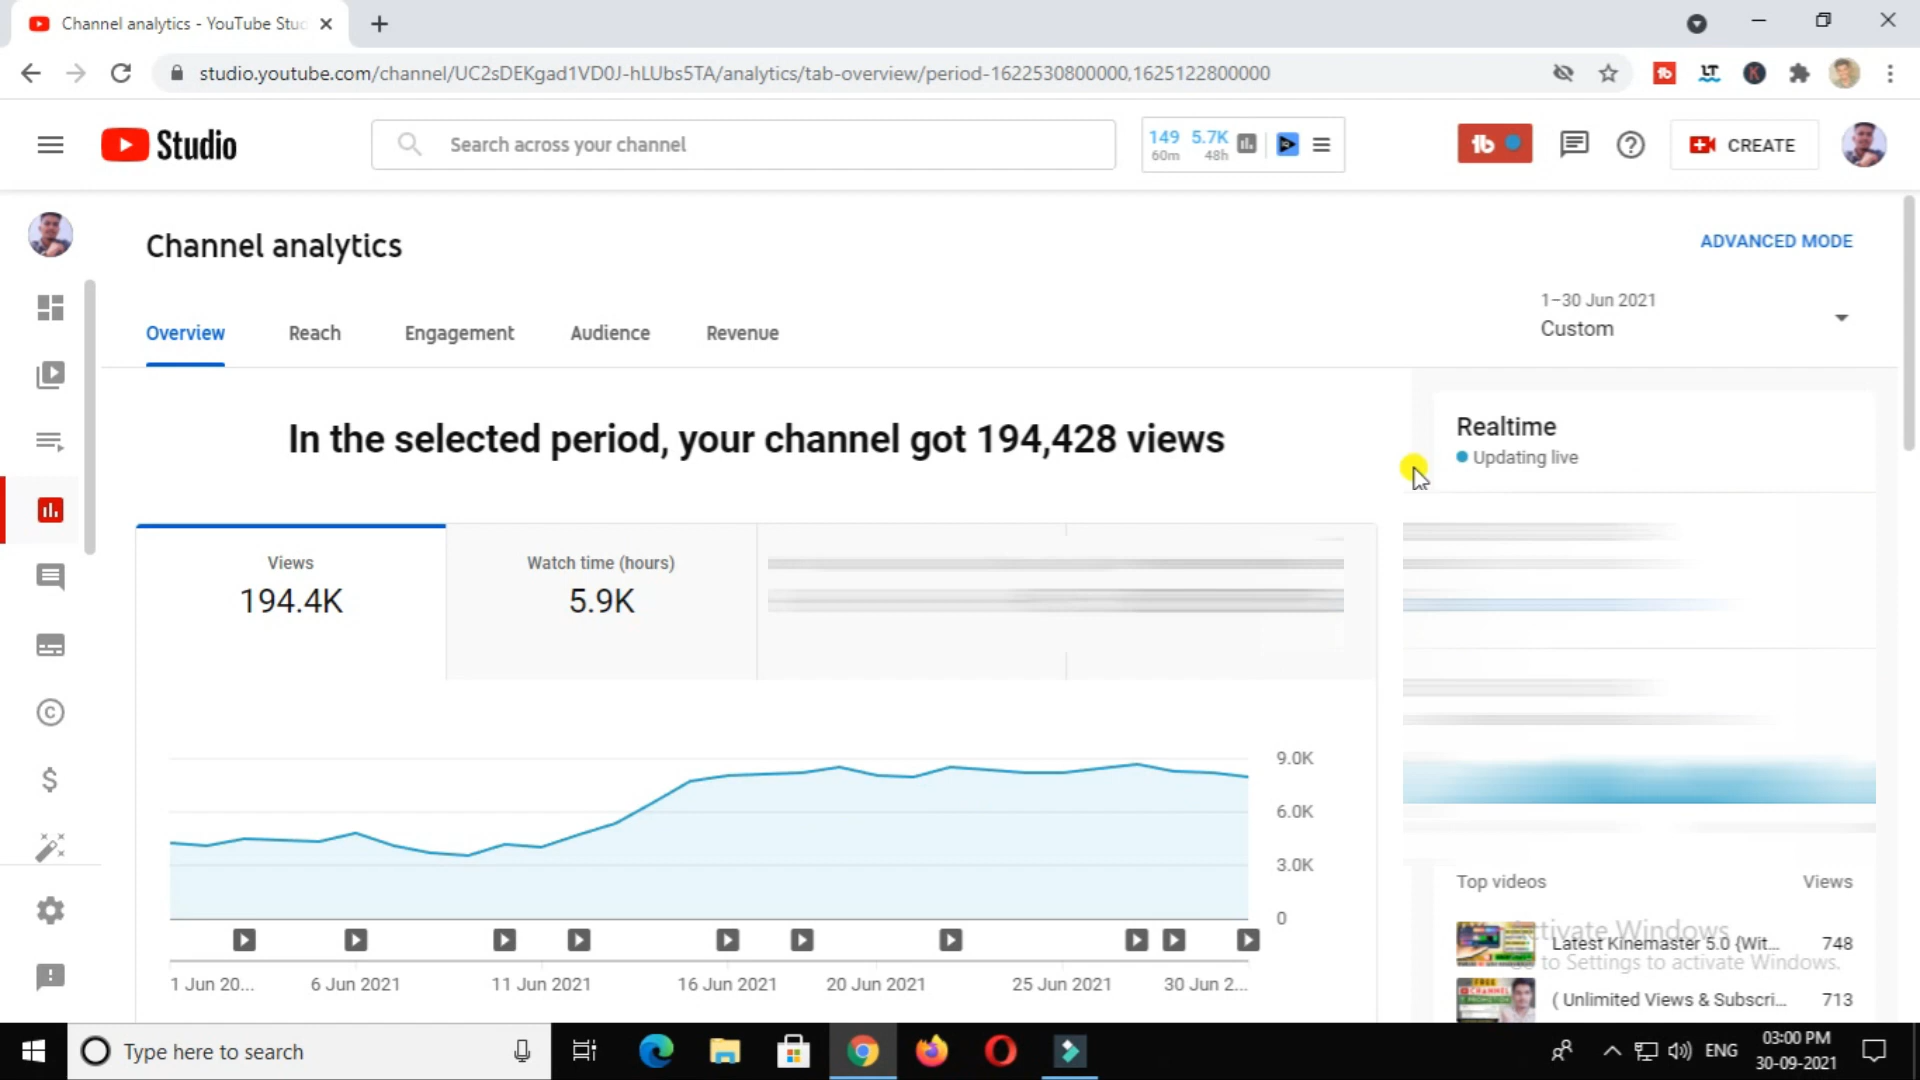 Channel analytics - YouTube Stu
studio.youtube.com/channel/UC2sDEKgad1VD0J-hLUbs5TA/analytics/tab-overview/period-1622530800000,1625122800000
Studio
Search across your channel
149 5.7K
60m 48h
CREATE
Channel analytics
ADVANCED MODE
Overview Reach Engagement Audience Revenue
1–30 Jun 2021
Custom
In the selected period, your channel got 194,428 views
Realtime
Updating live
Views
194.4K
Watch time (hours)
5.9K
9.0K
6.0K
3.0K
0
1 Jun 20... 6 Jun 2021 11 Jun 2021 16 Jun 2021 20 Jun 2021 25 Jun 2021 30 Jun 2...
Top videos Views
Latest Kinemaster 5.0 {Wit... 748
( Unlimited Views & Subscri... 713
Activate Windows
Go to Settings to activate Windows.
Type here to search
ENG
03:00 PM
30-09-2021